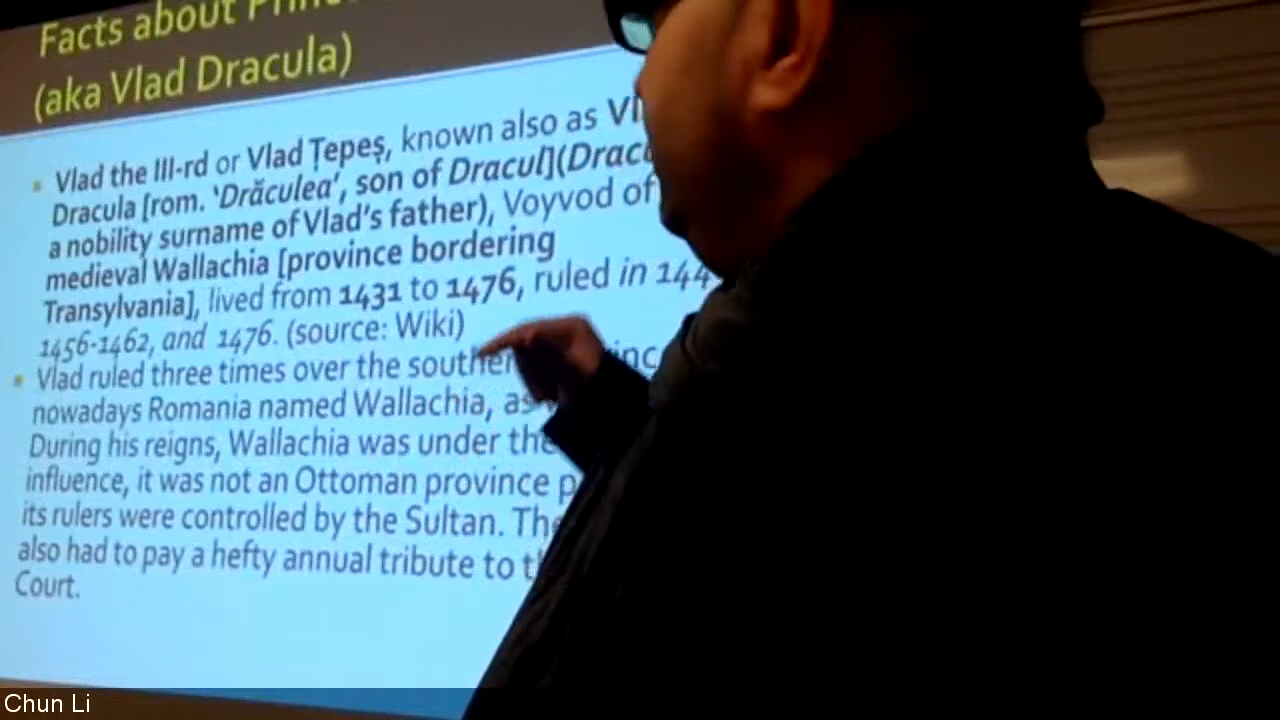 Facts about
(aka Vlad Dracula)
Vlad the III-rd or Vlad Țepeș, known also as
Dracula [rom. ‘Drăculea’, son of Dracul](
a nobility surname of Vlad’s father), Voyvod of
medieval Wallachia [province bordering
Transylvania], lived from 1431 to 1476, ruled in 144
1456-1462, and 1476. (source: Wiki)
Vlad ruled three times over the
nowadays Romania named Wallachia,
During his reigns, Wallachia was under the
influence, it was not an Ottoman province
its rulers were controlled by the Sultan.
also had to pay a hefty annual tribute to
Court.
Chun Li